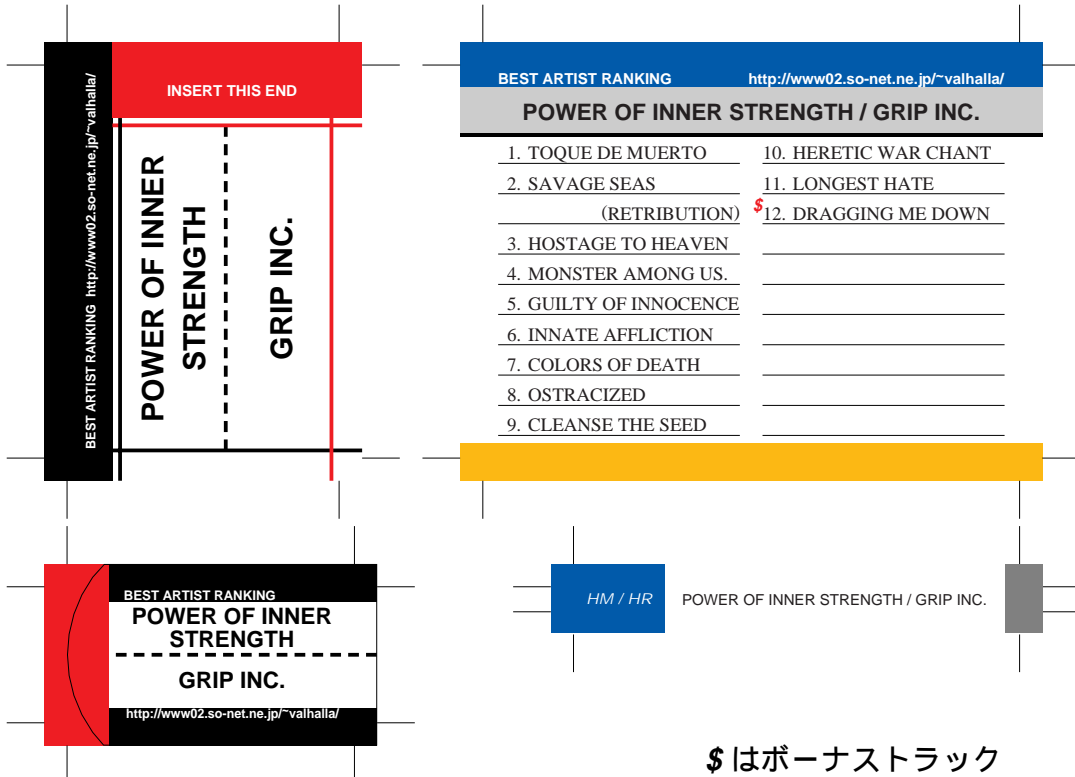 INSERT THIS END
BEST ARTIST RANKING http://www02.so-net.ne.jp/~valhalla/
POWER OF INNER
STRENGTH
GRIP INC.
BEST ARTIST RANKING http://www02.so-net.ne.jp/~valhalla/
POWER OF INNER STRENGTH / GRIP INC.
1. TOQUE DE MUERTO
2. SAVAGE SEAS
(RETRIBUTION)
3. HOSTAGE TO HEAVEN
4. MONSTER AMONG US.
5. GUILTY OF INNOCENCE
6. INNATE AFFLICTION
7. COLORS OF DEATH
8. OSTRACIZED
9. CLEANSE THE SEED
10. HERETIC WAR CHANT
11. LONGEST HATE
$12. DRAGGING ME DOWN
BEST ARTIST RANKING
POWER OF INNER
STRENGTH
GRIP INC.
http://www02.so-net.ne.jp/~valhalla/
HM / HR
POWER OF INNER STRENGTH / GRIP INC.
$ はボーナストラック